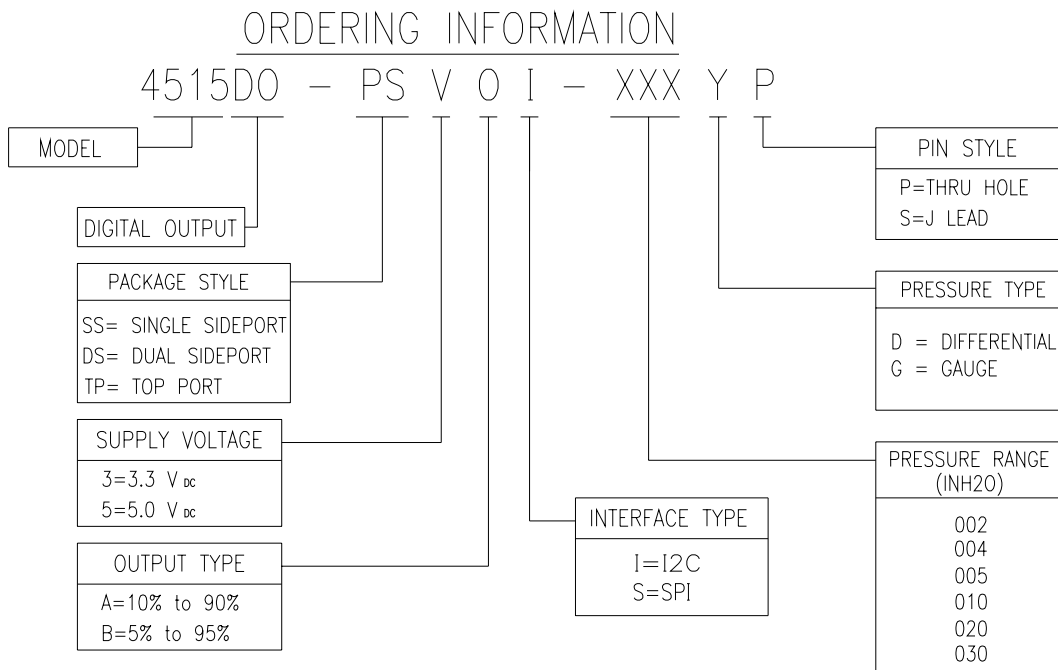 ORDERING INFORMATION
4515DO - PS V O I - XXX Y P
MODEL
DIGITAL OUTPUT
PACKAGE STYLE
SS= SINGLE SIDEPORT
DS= DUAL SIDEPORT
TP= TOP PORT
SUPPLY VOLTAGE
3=3.3 V DC
5=5.0 V DC
OUTPUT TYPE
A=10% to 90%
B=5% to 95%
INTERFACE TYPE
I=I2C
S=SPI
PIN STYLE
P=THRU HOLE
S=J LEAD
PRESSURE TYPE
D = DIFFERENTIAL
G = GAUGE
PRESSURE RANGE
(INH2O)
002
004
005
010
020
030